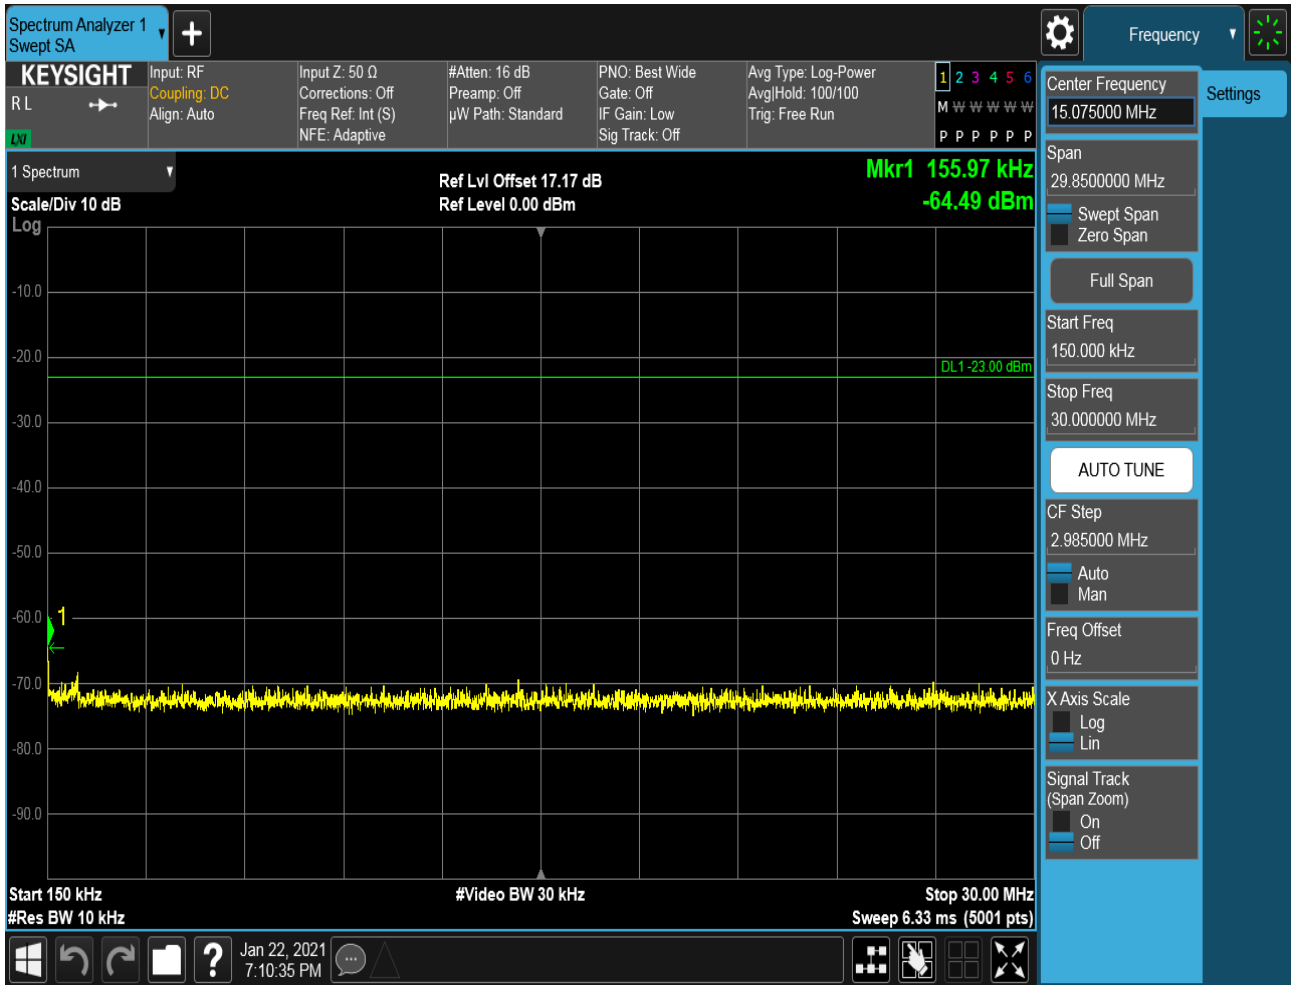 Spectrum Analyzer 1
Swept SA
Frequency
KEYSIGHT
R L
LXI
Input: RF
Coupling: DC
Align: Auto
Input Z: 50 Ω
Corrections: Off
Freq Ref: Int (S)
NFE: Adaptive
#Atten: 16 dB
Preamp: Off
µW Path: Standard
PNO: Best Wide
Gate: Off
IF Gain: Low
Sig Track: Off
Avg Type: Log-Power
Avg|Hold: 100/100
Trig: Free Run
1 2 3 4 5 6
M W W W W W
P P P P P P
1 Spectrum
Scale/Div 10 dB
Log
Ref Lvl Offset 17.17 dB
Ref Level 0.00 dBm
Mkr1 155.97 kHz
-64.49 dBm
-10.0
-20.0
DL1 -23.00 dBm
-30.0
-40.0
-50.0
-60.0
1
-70.0
-80.0
-90.0
Start 150 kHz
#Video BW 30 kHz
Stop 30.00 MHz
#Res BW 10 kHz
Sweep 6.33 ms (5001 pts)
Jan 22, 2021
7:10:35 PM
Center Frequency
15.075000 MHz
Settings
Span
29.8500000 MHz
Swept Span
Zero Span
Full Span
Start Freq
150.000 kHz
Stop Freq
30.000000 MHz
AUTO TUNE
CF Step
2.985000 MHz
Auto
Man
Freq Offset
0 Hz
X Axis Scale
Log
Lin
Signal Track
(Span Zoom)
On
Off